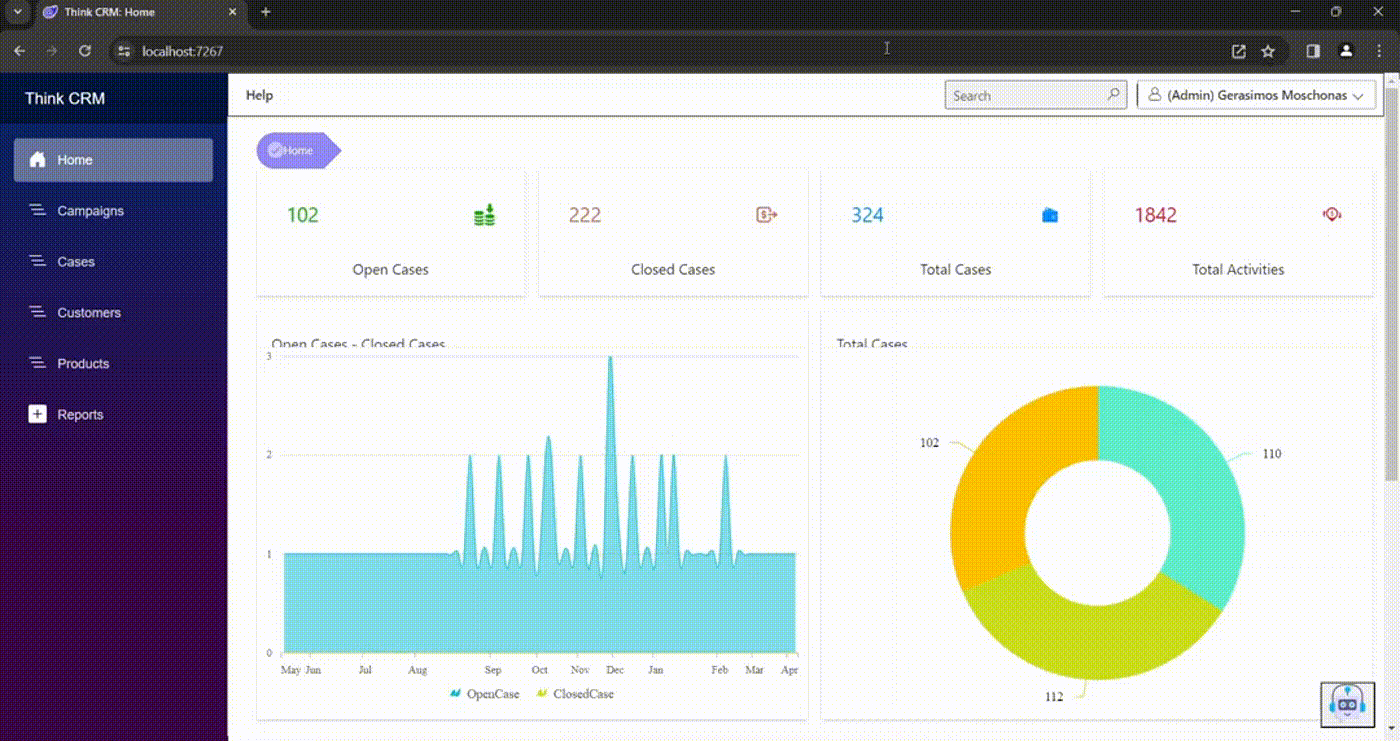 Think CRM: Home
localhost:7267
Think CRM
Help
Search
(Admin) Gerasimos Moschonas
Home
Campaigns
Cases
Customers
Products
Reports
Home
102
Open Cases
222
Closed Cases
324
Total Cases
1842
Total Activities
Open Cases - Closed Cases
3
2
1
0
May Jun Jul Aug Sep Oct Nov Dec Jan Feb Mar Apr
OpenCase ClosedCase
Total Cases
102
110
112